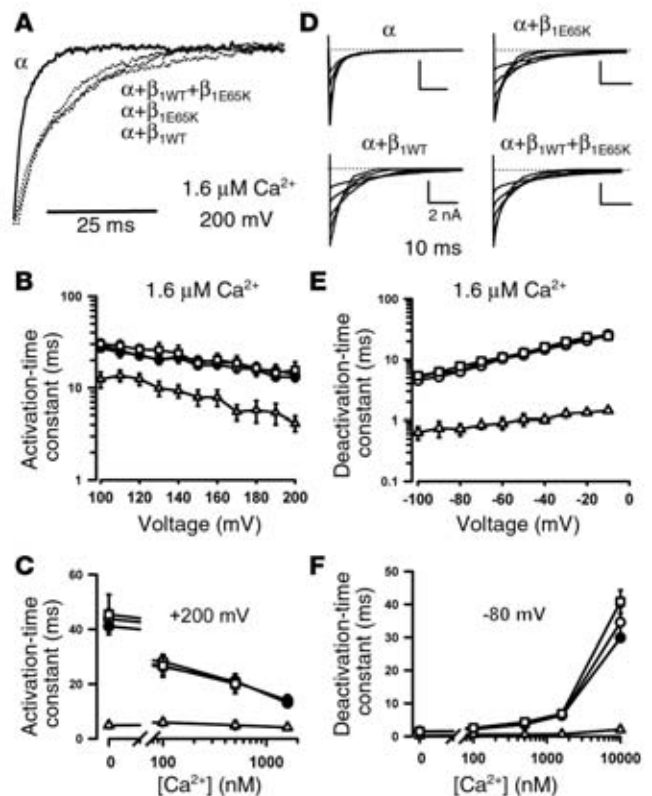 A
α
α+β1WT+β1E65K
α+β1E65K
α+β1WT
1.6 μM Ca2+
25 ms
200 mV
D
α
α+β1E65K
α+β1WT
α+β1WT+β1E65K
2 nA
10 ms
B
1.6 μM Ca2+
Activation-time
constant (ms)
100
10
1
100 120 140 160 180 200
Voltage (mV)
E
1.6 μM Ca2+
Deactivation-time
constant (ms)
100
10
1
0.1
-100 -80 -60 -40 -20 0
Voltage (mV)
C
+200 mV
Activation-time
constant (ms)
60
40
20
0
0 100 1000
[Ca2+] (nM)
F
-80 mV
Deactivation-time
constant (ms)
50
40
30
20
10
0
0 100 1000 10000
[Ca2+] (nM)